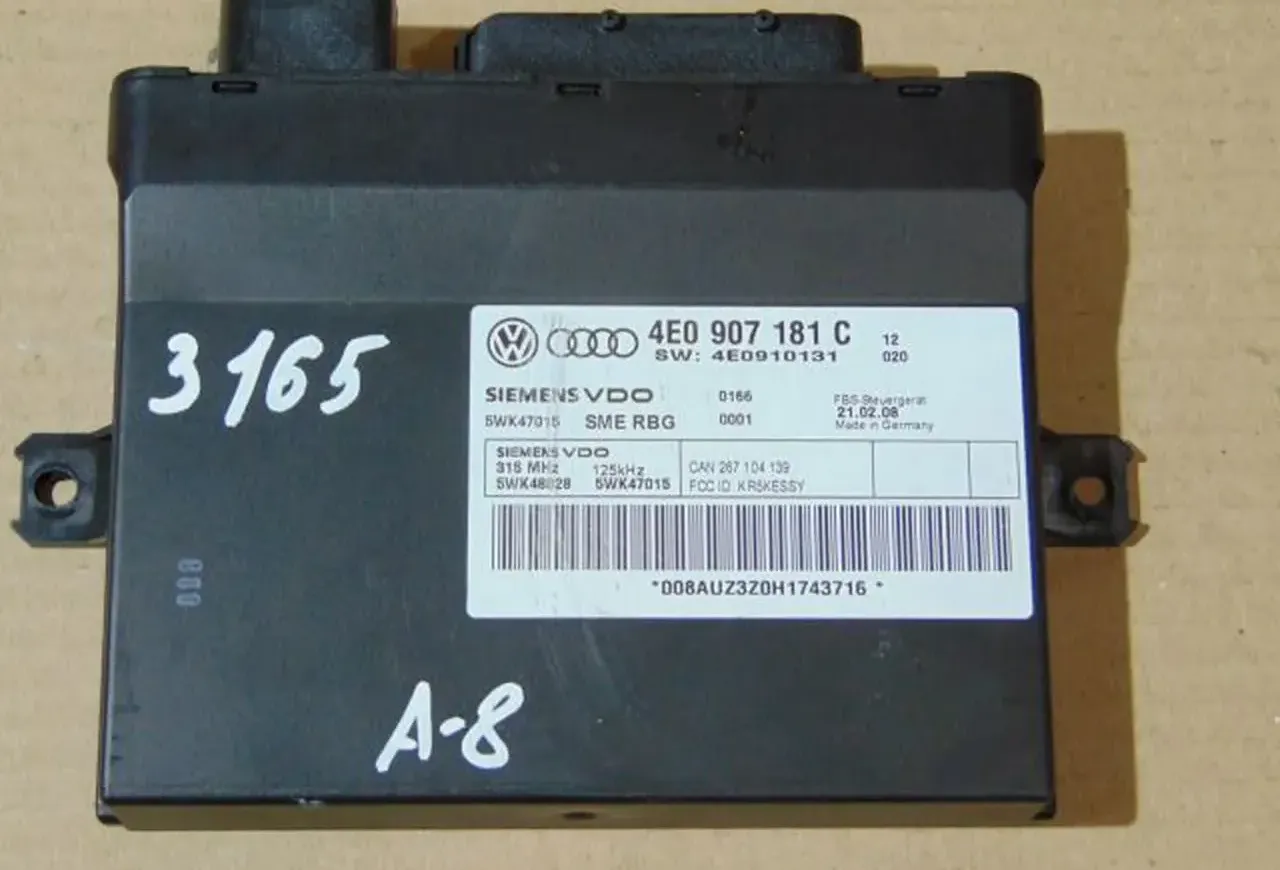 3165
4E0 907 181 C 12
SW: 4E0910131 020
SIEMENS VDO 0166 FBS-Steuergerät
5WK47015 SME RBG 0001 21.02.08
Made in Germany
SIEMENS VDO
315 MHz 125kHz CAN 267 104 139
5WK48828 5WK47015 FCC ID KR5KESSY
*008AUZ3Z0H1743716 *
A-8